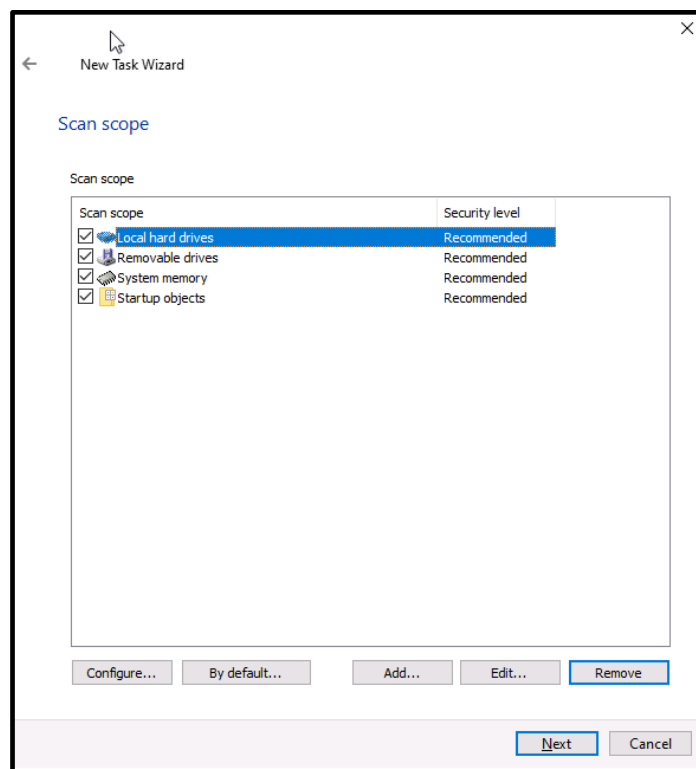 New Task Wizard
Scan scope
Scan scope
Scan scope Security level
Local hard drives Recommended
Removable drives Recommended
System memory Recommended
Startup objects Recommended
Configure... By default... Add... Edit... Remove
Next Cancel